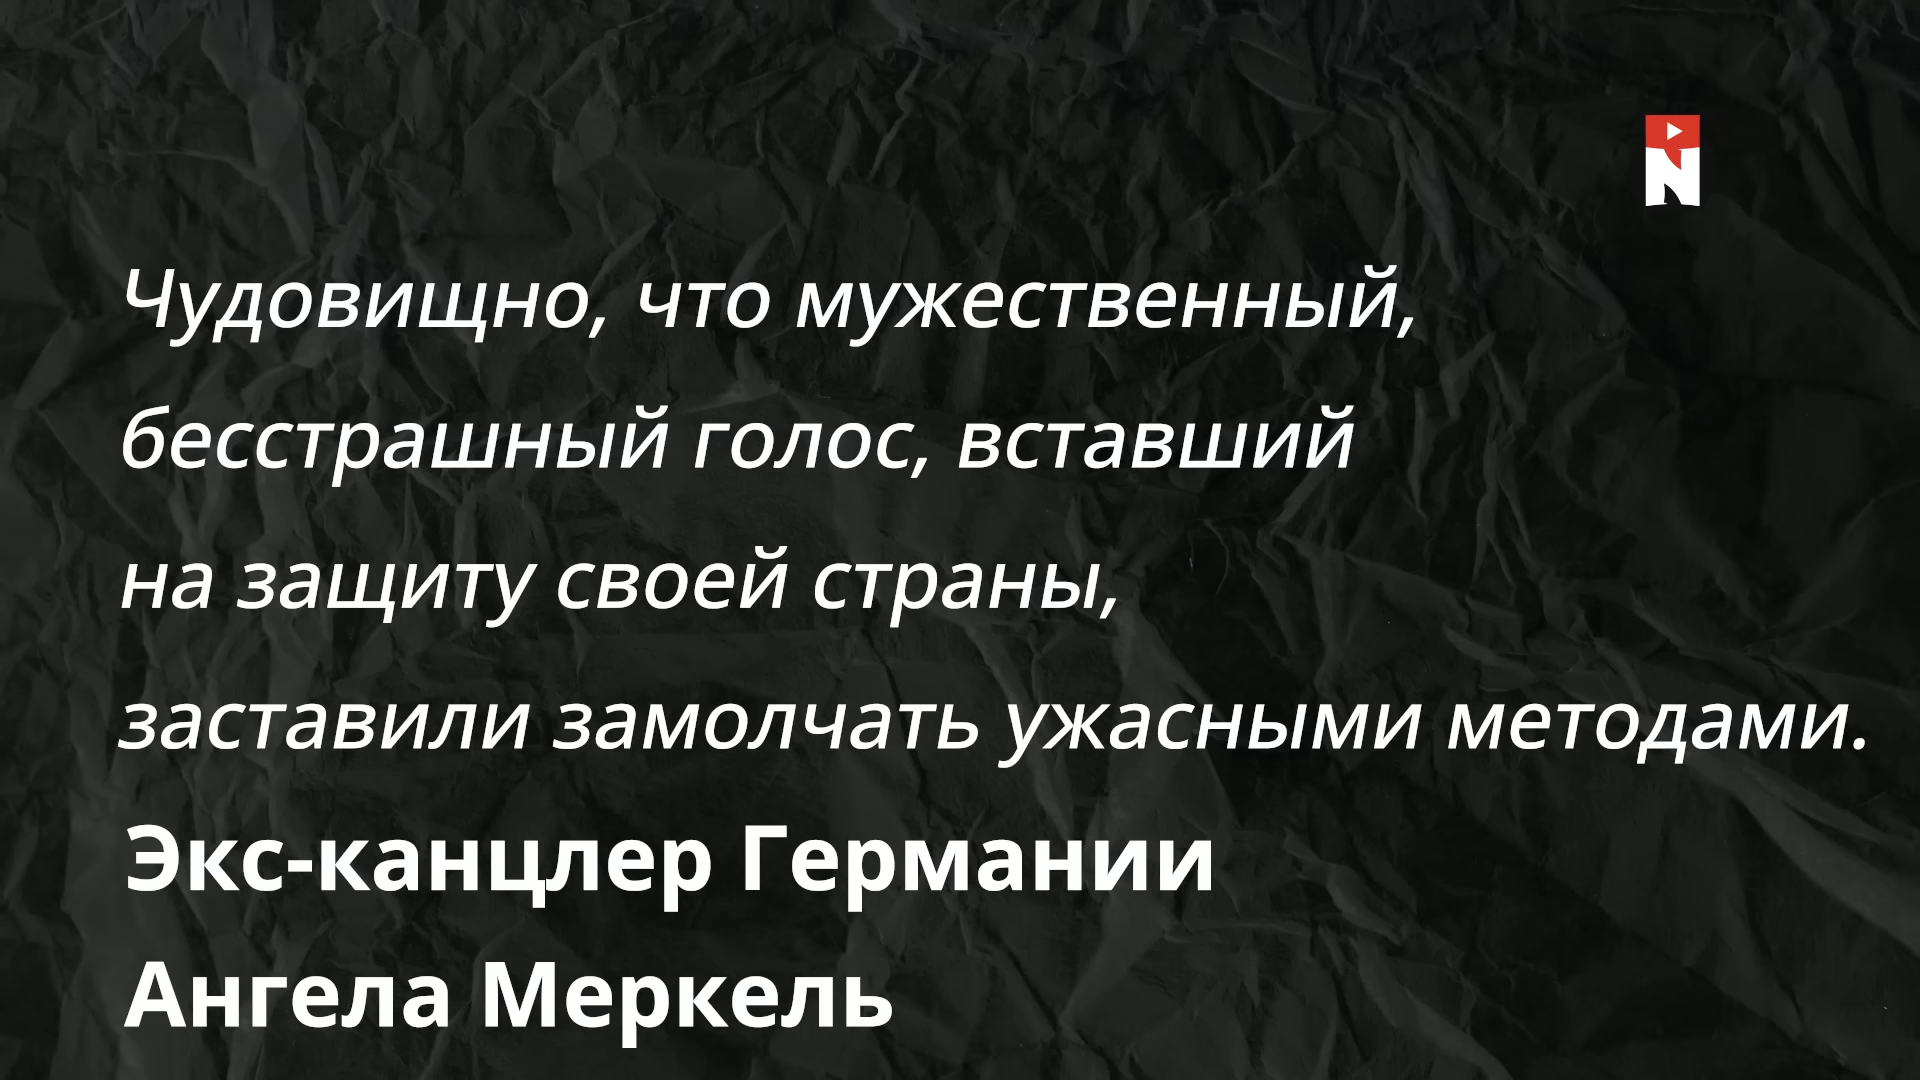 Чудовищно, что мужественный,
бесстрашный голос, вставший
на защиту своей страны,
заставили замолчать ужасными методами.
Экс-канцлер Германии
Ангела Меркель